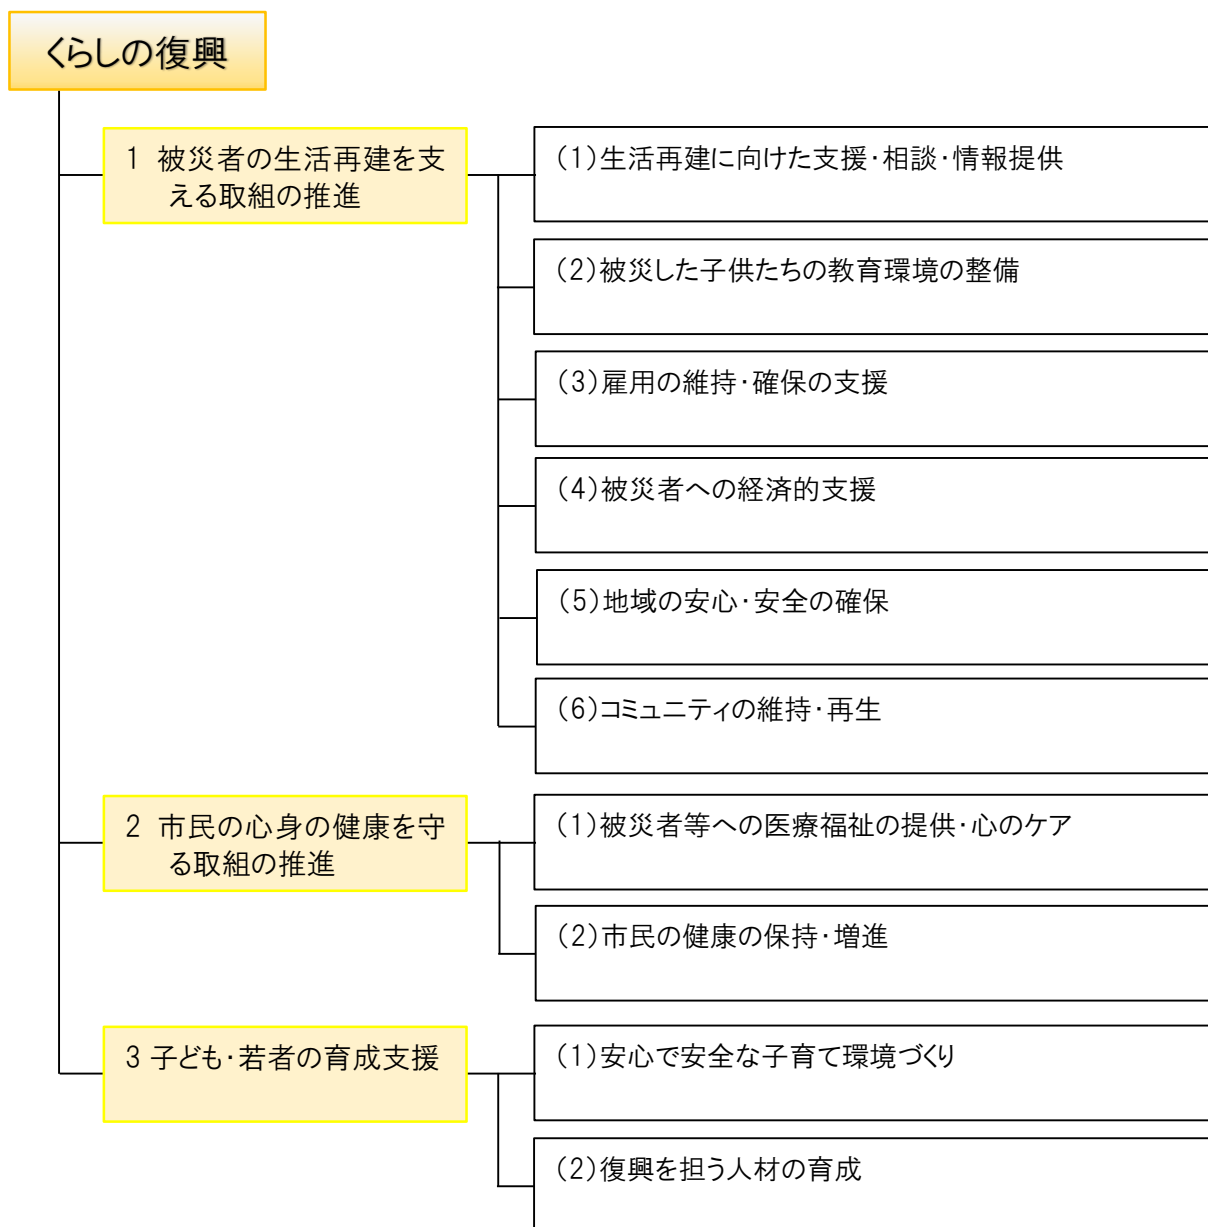 くらしの復興
1 被災者の生活再建を支
える取組の推進
(1)生活再建に向けた支援・相談・情報提供
(2)被災した子供たちの教育環境の整備
(3)雇用の維持・確保の支援
(4)被災者への経済的支援
(5)地域の安心・安全の確保
(6)コミュニティの維持・再生
2 市民の心身の健康を守
る取組の推進
(1)被災者等への医療福祉の提供・心のケア
(2)市民の健康の保持・増進
3 子ども・若者の育成支援
(1)安心で安全な子育て環境づくり
(2)復興を担う人材の育成